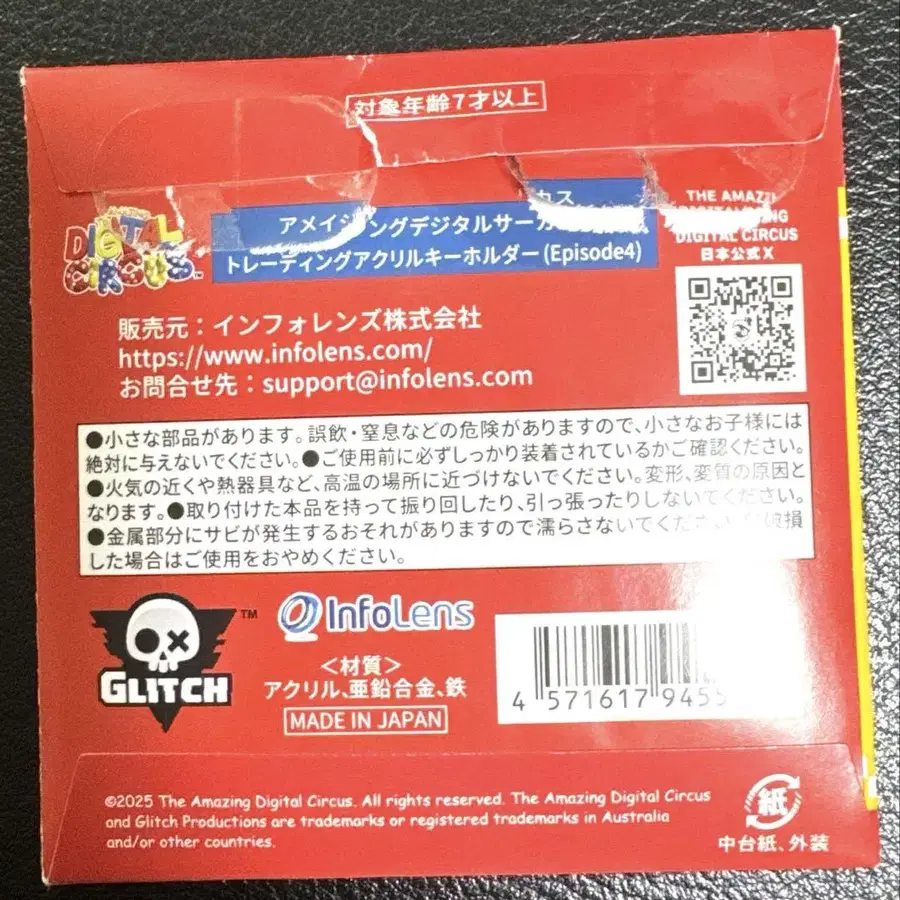 対象年齢7才以上
カス
DIGITAL
CIRCUS™
アメイジングデジタルサーカ
トレーディングアクリルキーホルダー(Episode4)
THE AMAZI
DIGITAL
DIGITAL CIRCUS
日本公式X
販売元:インフォレンズ株式会社
https://www.infolens.com/
お問合せ先:support@infolens.com
●小さな部品があります。誤飲・窒息などの危険がありますので、小さなお子様には
絶対に与えないでください。●ご使用前に必ずしっかり装着されているかご確認ください。
●火気の近くや熱器具など、高温の場所に近づけないでください。変形、変質の原因と
なります。●取り付けた本品を持って振り回したり、引っ張ったりしないでください。
●金属部分にサビが発生するおそれがありますので濡らさないでくださ 破損
した場合はご使用をおやめください。
GLITCH™
InfoLens
<材質>
アクリル、亜鉛合金、鉄
MADE IN JAPAN
4 571617 9455
©2025 The Amazing Digital Circus. All rights reserved. The Amazing Digital Circus
and Glitch Productions are trademarks or registered trademarks in Australia
and/or other countries.
紙
中台紙、外装